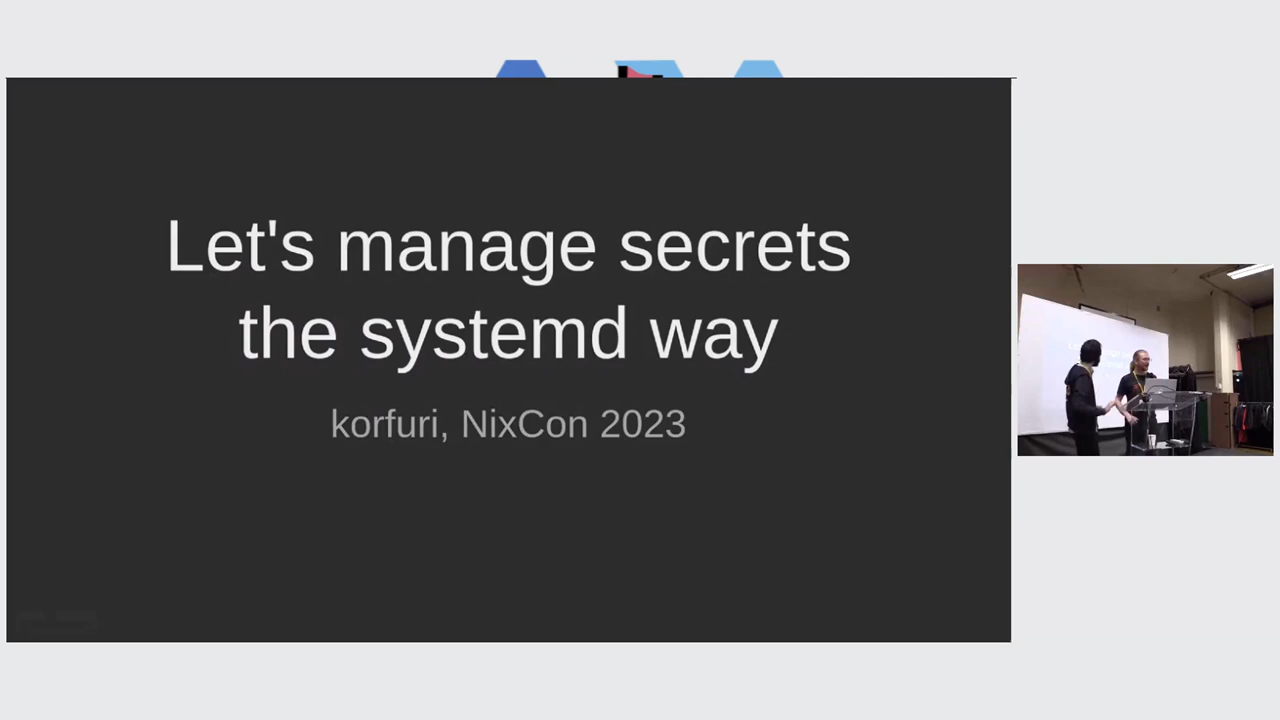 Let's manage secrets
the systemd way
korfuri, NixCon 2023